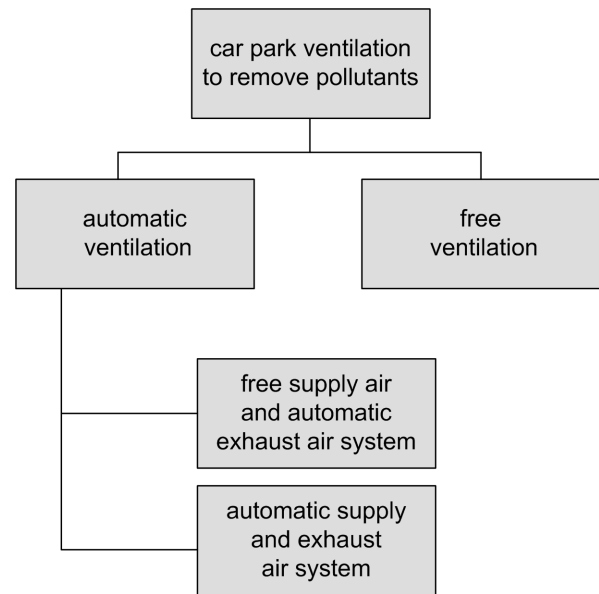 car park ventilation
to remove pollutants
automatic
ventilation
free
ventilation
free supply air
and automatic
exhaust air system
automatic supply
and exhaust
air system